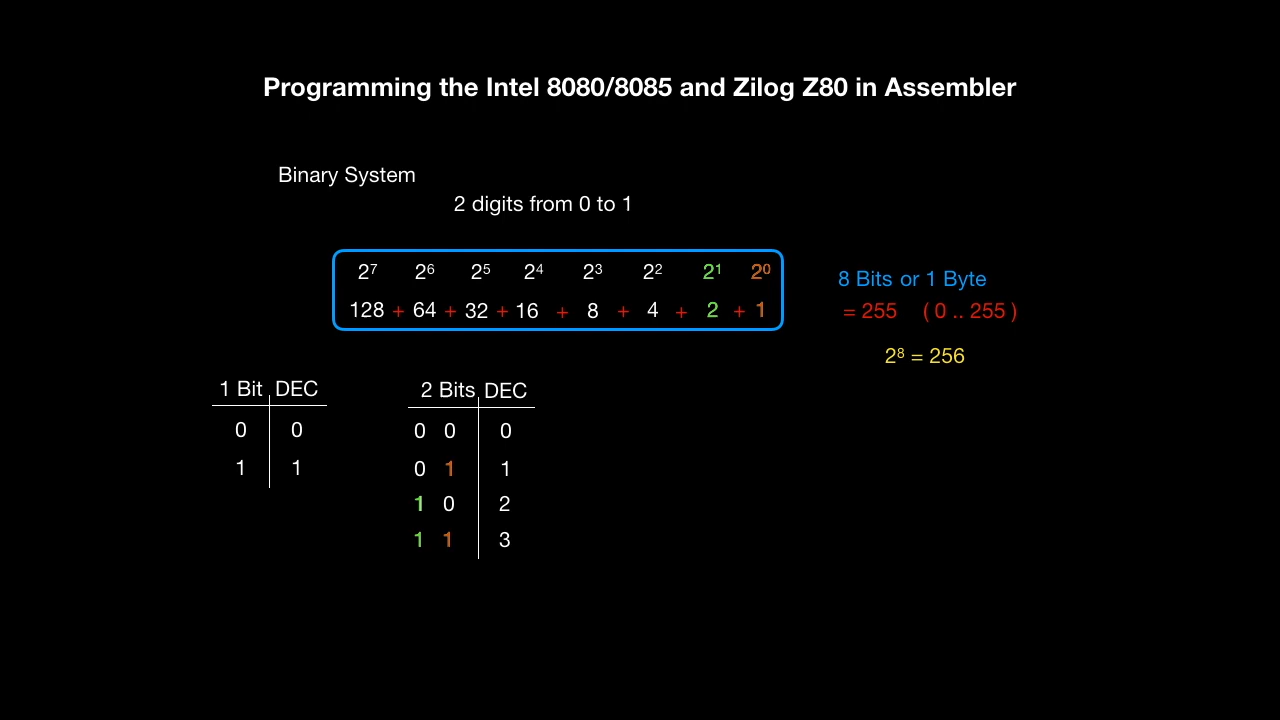 Programming the Intel 8080/8085 and Zilog Z80 in Assembler
Binary System
2 digits from 0 to 1
2⁷ 2⁶ 2⁵ 2⁴ 2³ 2² 2¹ 2⁰
128 + 64 + 32 + 16 + 8 + 4 + 2 + 1
8 Bits or 1 Byte
= 255 ( 0 .. 255 )
2⁸ = 256
1 Bit DEC
0 0
1 1
2 Bits DEC
0 0 0
0 1 1
1 0 2
1 1 3